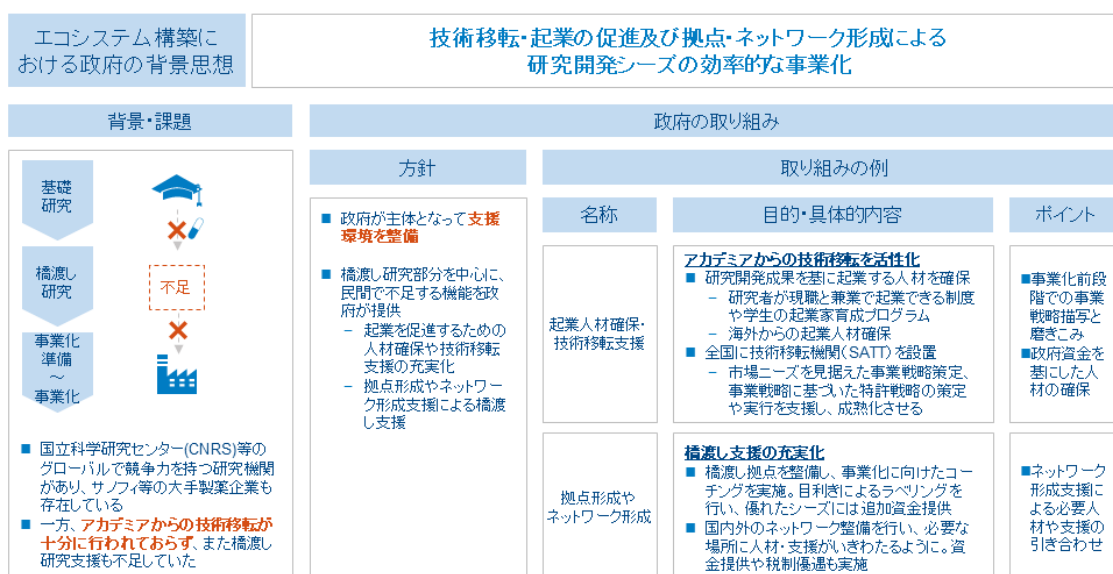 エコシステム構築に
おける政府の背景思想
技術移転・起業の促進及び拠点・ネットワーク形成による
研究開発シーズの効率的な事業化
背景・課題
基礎
研究
橋渡し
研究
事業化
準備
～
事業化
不足
■ 国立科学研究センター(CNRS)等の
グローバルで競争力を持つ研究機関
があり、サノフィ等の大手製薬企業も
存在している
■ 一方、アカデミアからの技術移転が
十分に行われておらず、また橋渡し
研究支援も不足していた
政府の取り組み
方針
■ 政府が主体となって支援
環境を整備
■ 橋渡し研究部分を中心に、
民間で不足する機能を政
府が提供
– 起業を促進するための
人材確保や技術移転
支援の充実化
– 拠点形成やネットワー
ク形成支援による橋渡
し支援
取り組みの例
名称
目的・具体的内容
ポイント
起業人材確保・
技術移転支援
アカデミアからの技術移転を活性化
■ 研究開発成果を基に起業する人材を確保
– 研究者が現職と兼業で起業できる制度
や学生の起業家育成プログラム
– 海外からの起業人材確保
■ 全国に技術移転機関(SATT)を設置
– 市場ニーズを見据えた事業戦略策定、
事業戦略に基づいた特許戦略の策定
や実行を支援し、成熟化させる
■事業化前段
階での事業
戦略描写と
磨きこみ
■政府資金を
基にした人
材の確保
拠点形成や
ネットワーク形成
橋渡し支援の充実化
■ 橋渡し拠点を整備し、事業化に向けたコー
チングを実施。目利きによるラベリングを
行い、優れたシーズには追加資金提供
■ 国内外のネットワーク整備を行い、必要な
場所に人材・支援がいきわたるように。資
金提供や税制優遇も実施
■ネットワーク
形成支援に
よる必要人
材や支援の
引き合わせ